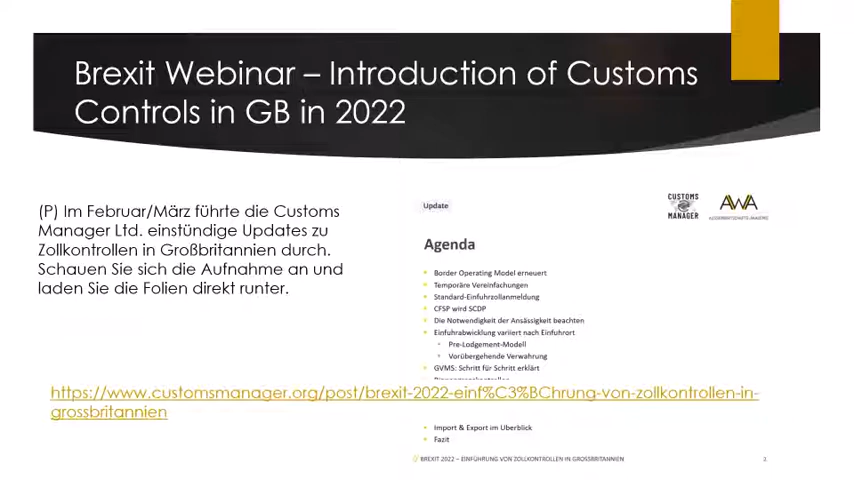 Brexit Webinar – Introduction of Customs
Controls in GB in 2022
(P) Im Februar/März führte die Customs
Manager Ltd. einstündige Updates zu
Zollkontrollen in Großbritannien durch.
Schauen Sie sich die Aufnahme an und
laden Sie die Folien direkt runter.
Update
CUSTOMS
MANAGER
AWA
AUSSENWIRTSCHAFTS-AKADEMIE
Agenda
Border Operating Model erneuert
Temporäre Vereinfachungen
Standard-Einfuhrzollanmeldung
CFSP wird SCDP
Die Notwendigkeit der Ansässigkeit beachten
Einfuhrabwicklung variiert nach Einfuhrort
Pre-Lodgement-Modell
Vorübergehende Verwahrung
GVMS: Schritt für Schritt erklärt
https://www.customsmanager.org/post/brexit-2022-einf%C3%BChrung-von-zollkontrollen-in-
grossbritannien
Import & Export im Überblick
Fazit
BREXIT 2022 – EINFÜHRUNG VON ZOLLKONTROLLEN IN GROSSBRITANNIEN